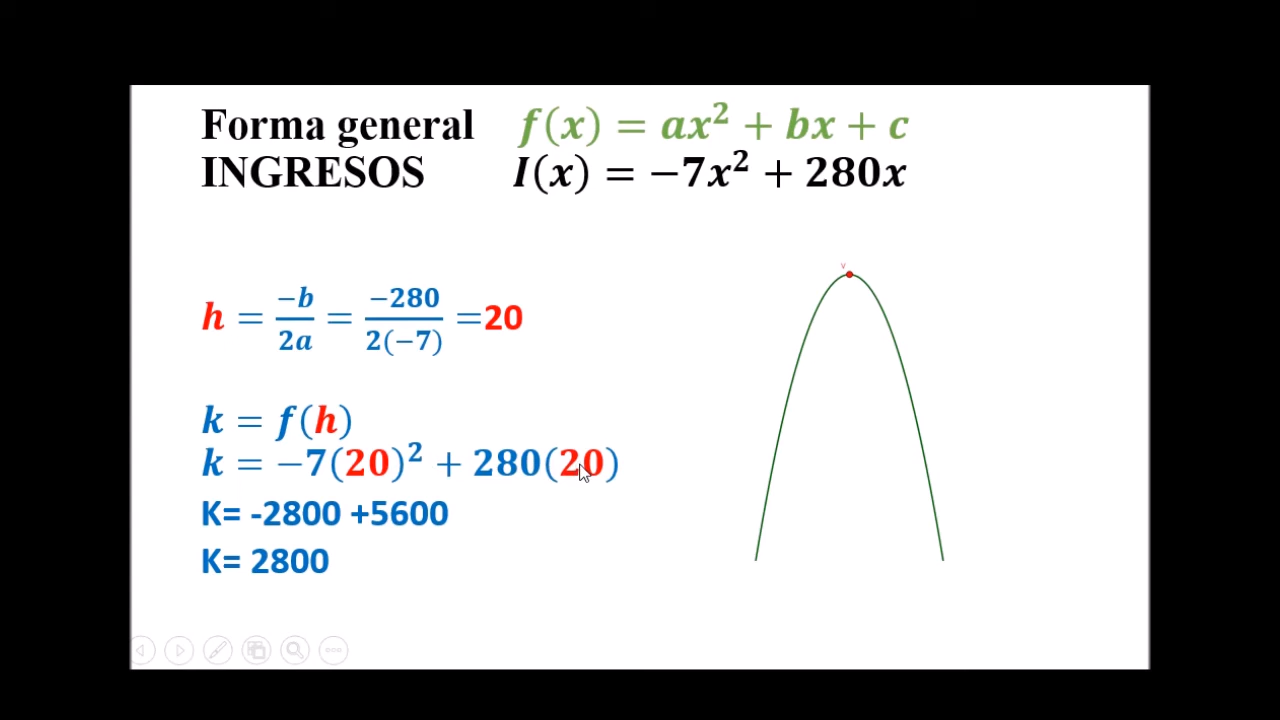 Forma general f(x) = ax² + bx + c
INGRESOS I(x) = −7x² + 280x
h = −b/2a = −280/2(−7) =20
k = f(h)
k = −7(20)² + 280(20)
K= -2800 +5600
K= 2800
V